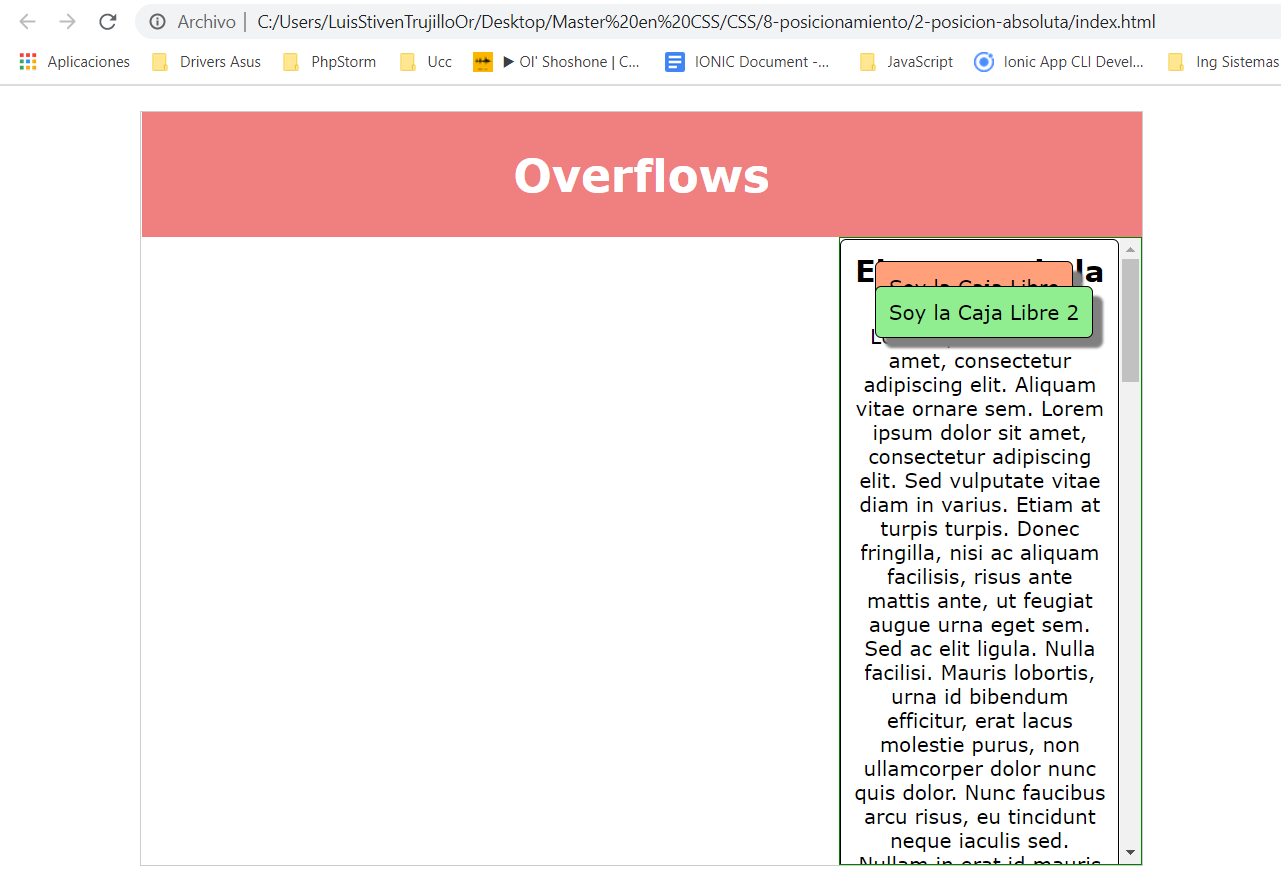 Archivo | C:/Users/LuisStivenTrujilloOr/Desktop/Master%20en%20CSS/CSS/8-posicionamiento/2-posicion-absoluta/index.html
Aplicaciones Drivers Asus PhpStorm Ucc ▶ Ol' Shoshone | C... IONIC Document -... JavaScript Ionic App CLI Devel... Ing Sistemas
Overflows
E la
Soy la Caja Libre
Soy la Caja Libre 2
amet, consectetur
adipiscing elit. Aliquam
vitae ornare sem. Lorem
ipsum dolor sit amet,
consectetur adipiscing
elit. Sed vulputate vitae
diam in varius. Etiam at
turpis turpis. Donec
fringilla, nisi ac aliquam
facilisis, risus ante
mattis ante, ut feugiat
augue urna eget sem.
Sed ac elit ligula. Nulla
facilisi. Mauris lobortis,
urna id bibendum
efficitur, erat lacus
molestie purus, non
ullamcorper dolor nunc
quis dolor. Nunc faucibus
arcu risus, eu tincidunt
neque iaculis sed.
Nullam in erat id mauris